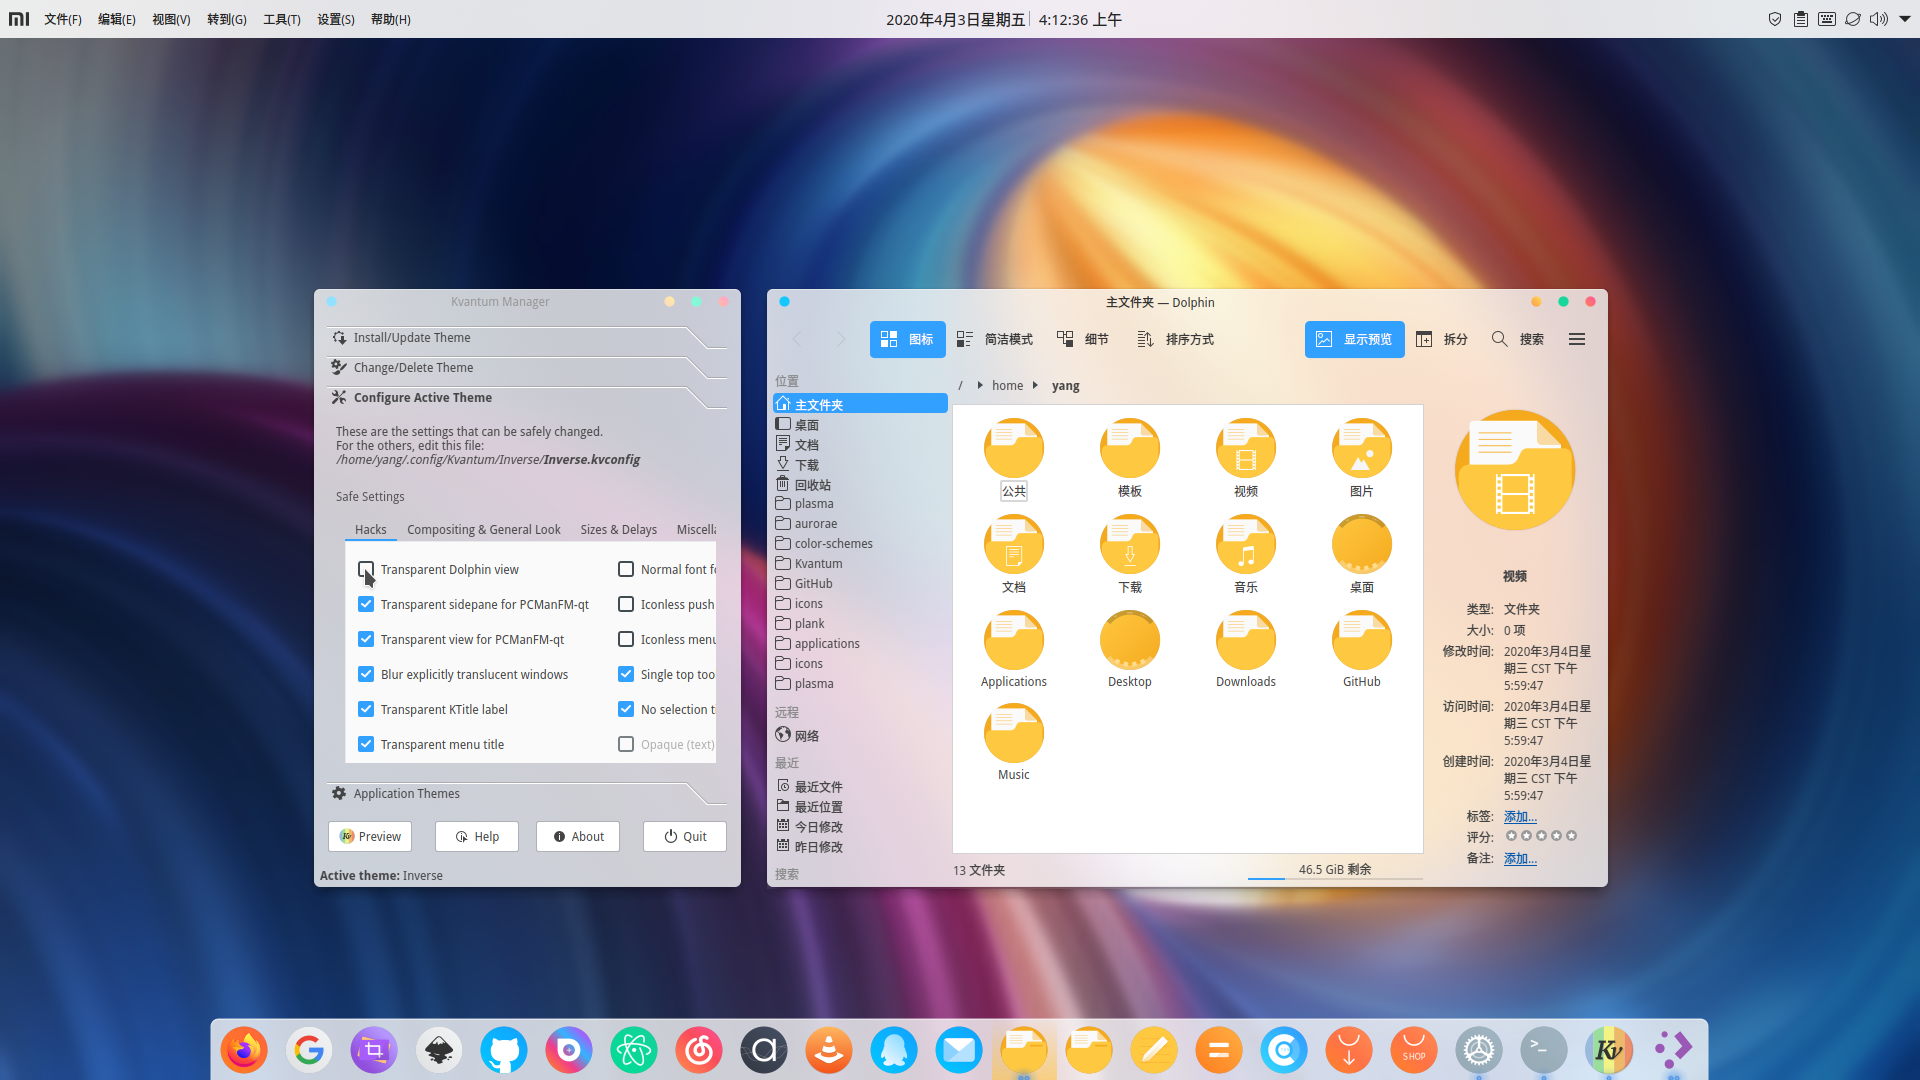 文件(F) 编辑(E) 视图(V) 转到(G) 工具(T) 设置(S) 帮助(H)
2020年4月3日星期五 4:12:36 上午
Kvantum Manager
Install/Update Theme
Change/Delete Theme
Configure Active Theme
These are the settings that can be safely changed.
For the others, edit this file:
/home/yang/.config/Kvantum/Inverse/Inverse.kvconfig
Safe Settings
Hacks Compositing & General Look Sizes & Delays Miscella
Transparent Dolphin view Normal font fo
Transparent sidepane for PCManFM-qt Iconless push
Transparent view for PCManFM-qt Iconless menu
Blur explicitly translucent windows Single top too
Transparent KTitle label No selection t
Transparent menu title Opaque (text)
Application Themes
Preview Help About Quit
Active theme: Inverse
主文件夹 — Dolphin
图标 简洁模式 细节 排序方式 显示预览 拆分 搜索
位置
主文件夹
桌面
文档
下载
回收站
plasma
aurorae
color-schemes
Kvantum
GitHub
icons
plank
applications
icons
plasma
远程
网络
最近
最近文件
最近位置
今日修改
昨日修改
搜索
/ home yang
公共 模板 视频 图片
文档 下载 音乐 桌面
Applications Desktop Downloads GitHub
Music
13 文件夹 46.5 GiB 剩余
视频
类型: 文件夹
大小: 0 项
修改时间: 2020年3月4日星
期三 CST 下午
5:59:47
访问时间: 2020年3月4日星
期三 CST 下午
5:59:47
创建时间: 2020年3月4日星
期三 CST 下午
5:59:47
标签: 添加...
评分:
备注: 添加...
SHOP
Kv